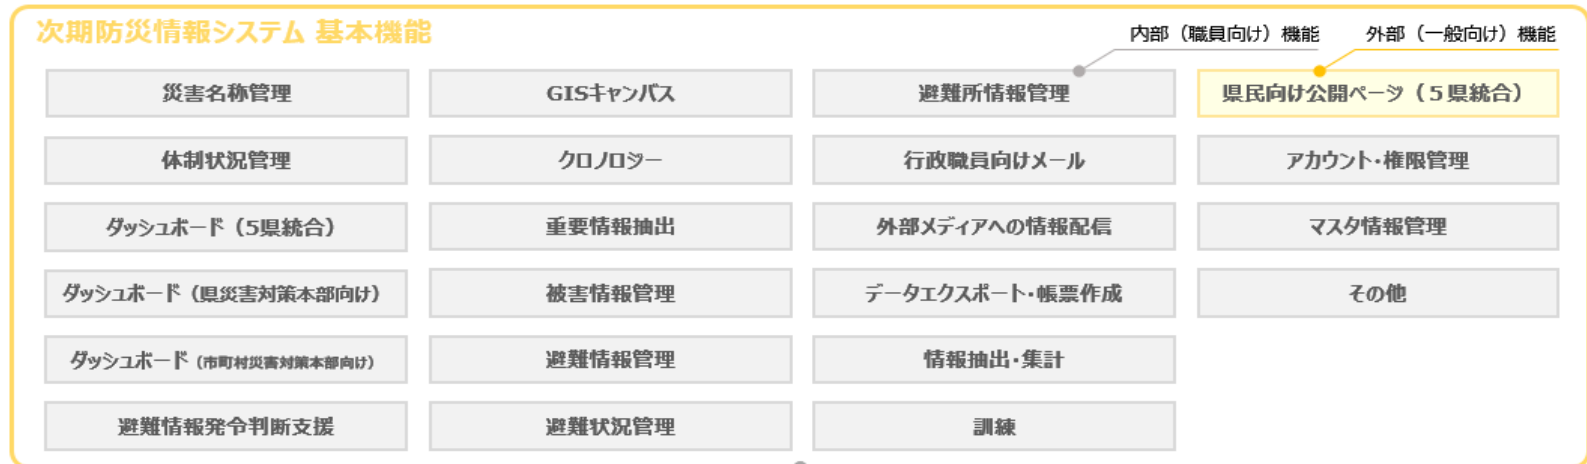 次期防災情報システム 基本機能
内部（職員向け）機能
外部（一般向け）機能
災害名称管理
GISキャンバス
避難所情報管理
県民向け公開ページ（５県統合）
体制状況管理
クロノロジー
行政職員向けメール
アカウント・権限管理
ダッシュボード（5県統合）
重要情報抽出
外部メディアへの情報配信
マスタ情報管理
ダッシュボード（県災害対策本部向け）
被害情報管理
データエクスポート・帳票作成
その他
ダッシュボード（市町村災害対策本部向け）
避難情報管理
情報抽出・集計
避難情報発令判断支援
避難状況管理
訓練